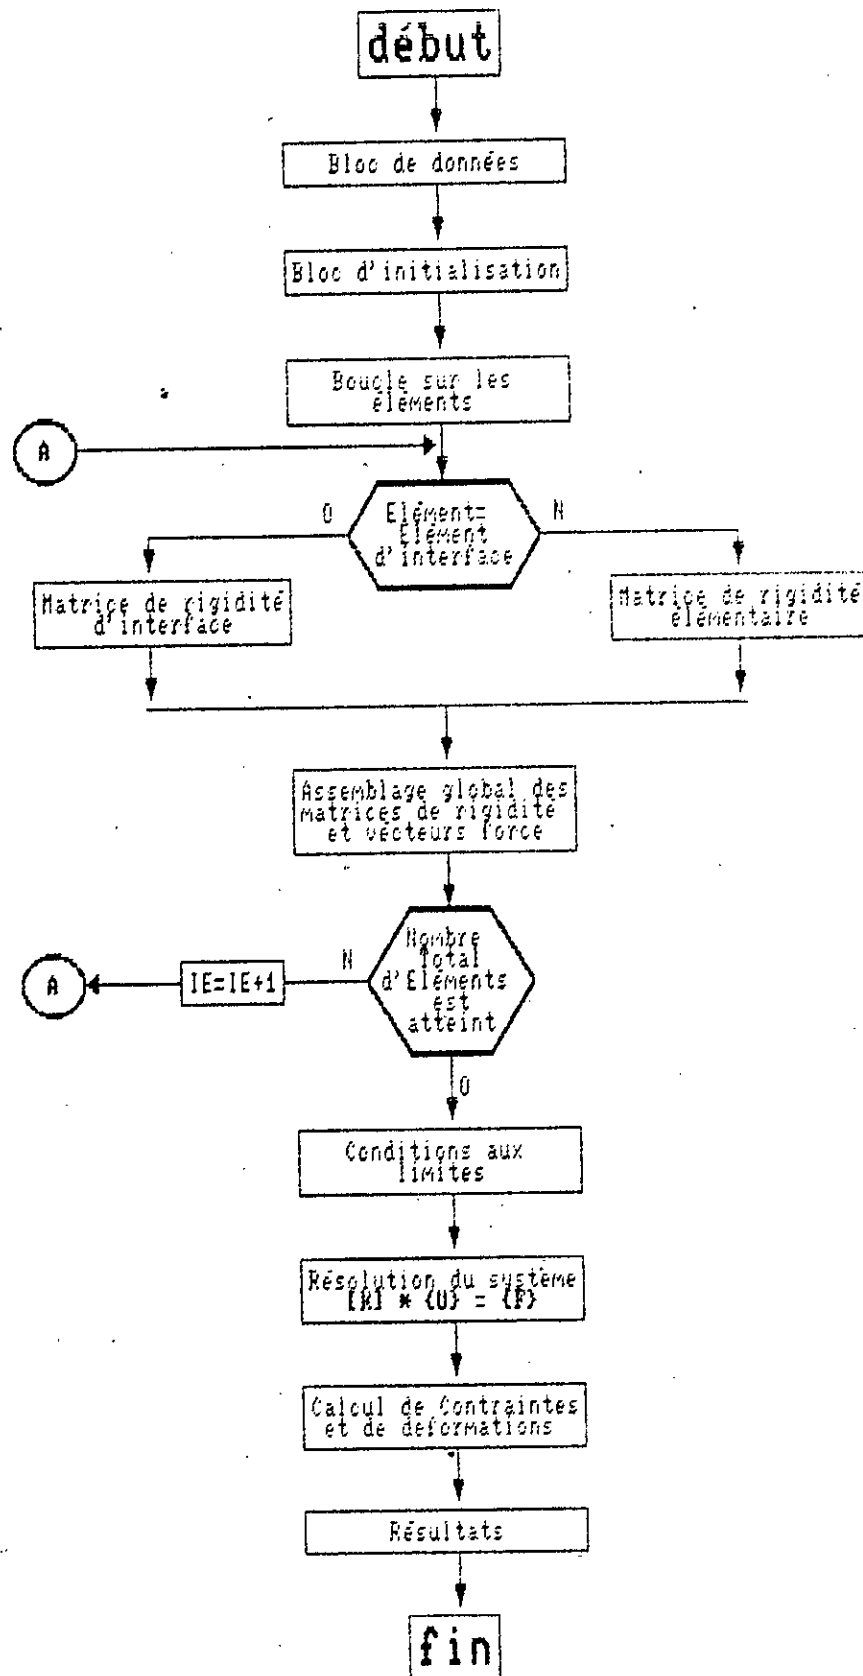 début
Bloc de données
Bloc d'initialisation
Boucle sur les
éléments
A
O
N
Elément=
Elément
d'interface
Matrice de rigidité
d'interface
Matrice de rigidité
élémentaire
Assemblage global des
matrices de rigidité
et vécteurs force
Nombre
Total
d'Eléments
est
atteint
N
IE=IE+1
A
O
Conditions aux
limites
Résolution du système
[K] * {U} = {F}
Calcul de Contraintes
et de déformations
Résultats
fin